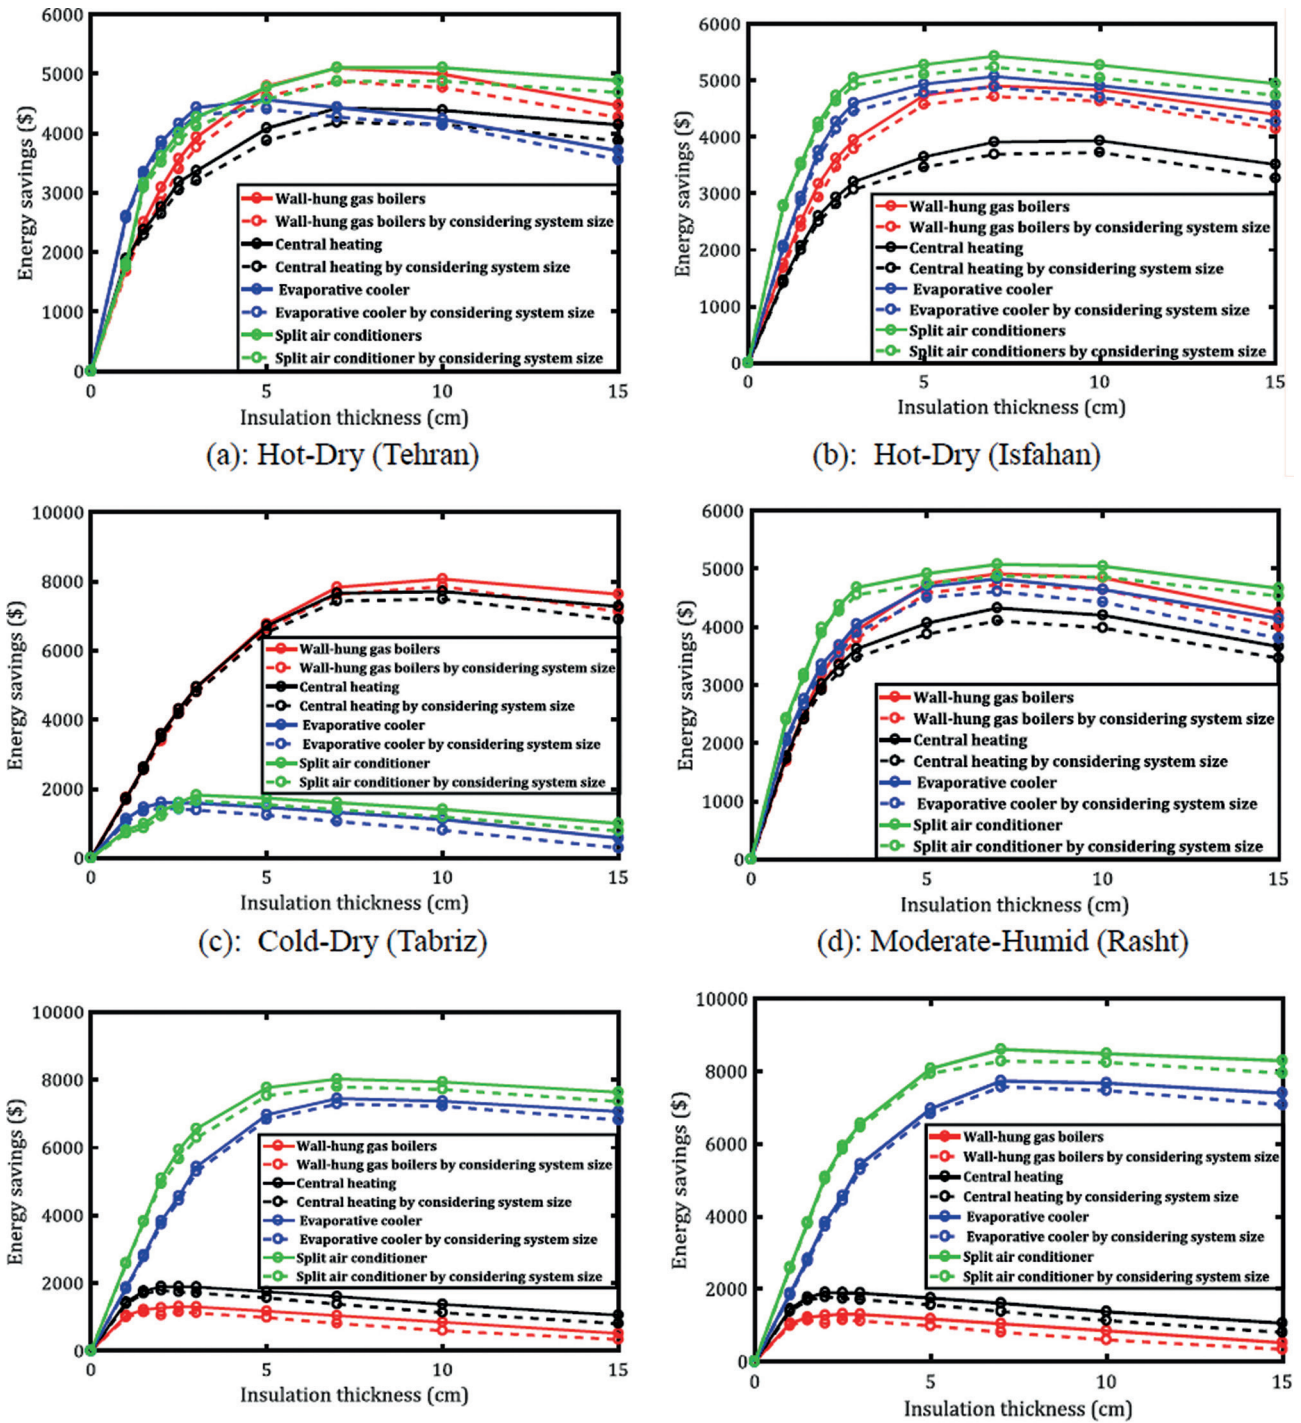 6000
5000
4000
3000
2000
1000
0
Energy savings ($)
Wall-hung gas boilers
Wall-hung gas boilers by considering system size
Central heating
Central heating by considering system size
Evaporative cooler
Evaporative cooler by considering system size
Split air conditioners
Split air conditioner by considering system size
0 5 10 15
Insulation thickness (cm)
(a): Hot-Dry (Tehran)
6000
5000
4000
3000
2000
1000
0
Energy savings ($)
Wall-hung gas boilers
Wall-hung gas boilers by considering system size
Central heating
Central heating by considering system size
Evaporative cooler
Evaporative cooler by considering system size
Split air conditioners
Split air conditioners by considering system size
0 5 10 15
Insulation thickness (cm)
(b): Hot-Dry (Isfahan)
10000
8000
6000
4000
2000
0
Energy savings ($)
Wall-hung gas boilers
Wall-hung gas boilers by considering system size
Central heating
Central heating by considering system size
Evaporative cooler
Evaporative cooler by considering system size
Split air conditioner
Split air conditioner by considering system size
0 5 10 15
Insulation thickness (cm)
(c): Cold-Dry (Tabriz)
6000
5000
4000
3000
2000
1000
0
Energy savings ($)
Wall-hung gas boilers
Wall-hung gas boilers by considering system size
Central heating
Central heating by considering system size
Evaporative cooler
Evaporative cooler by considering system size
Split air conditioner
Split air conditioner by considering system size
0 5 10 15
Insulation thickness (cm)
(d): Moderate-Humid (Rasht)
10000
8000
6000
4000
2000
0
Energy savings ($)
Wall-hung gas boilers
Wall-hung gas boilers by considering system size
Central heating
Central heating by considering system size
Evaporative cooler
Evaporative cooler by considering system size
Split air conditioner
Split air conditioner by considering system size
0 5 10 15
Insulation thickness (cm)
10000
8000
6000
4000
2000
0
Energy savings ($)
Wall-hung gas boilers
Wall-hung gas boilers by considering system size
Central heating
Central heating by considering system size
Evaporative cooler
Evaporative cooler by considering system size
Split air conditioner
Split air conditioner by considering system size
0 5 10 15
Insulation thickness (cm)